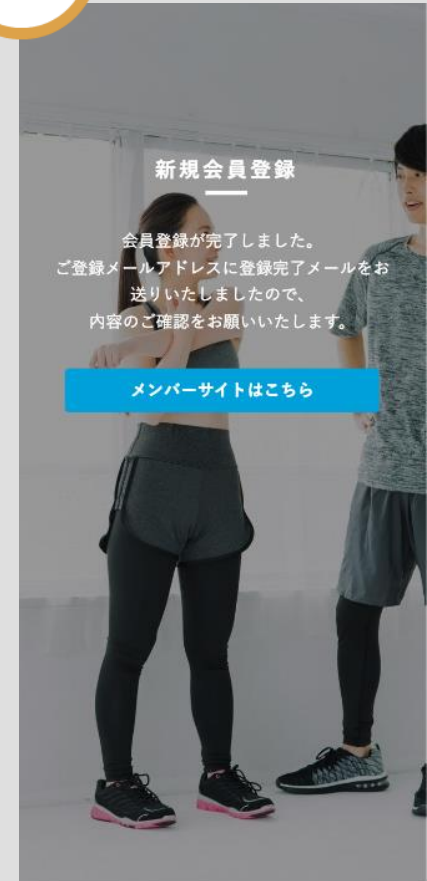 新規会員登録
会員登録が完了しました。
ご登録メールアドレスに登録完了メールをお
送りいたしましたので、
内容のご確認をお願いいたします。
メンバーサイトはこちら